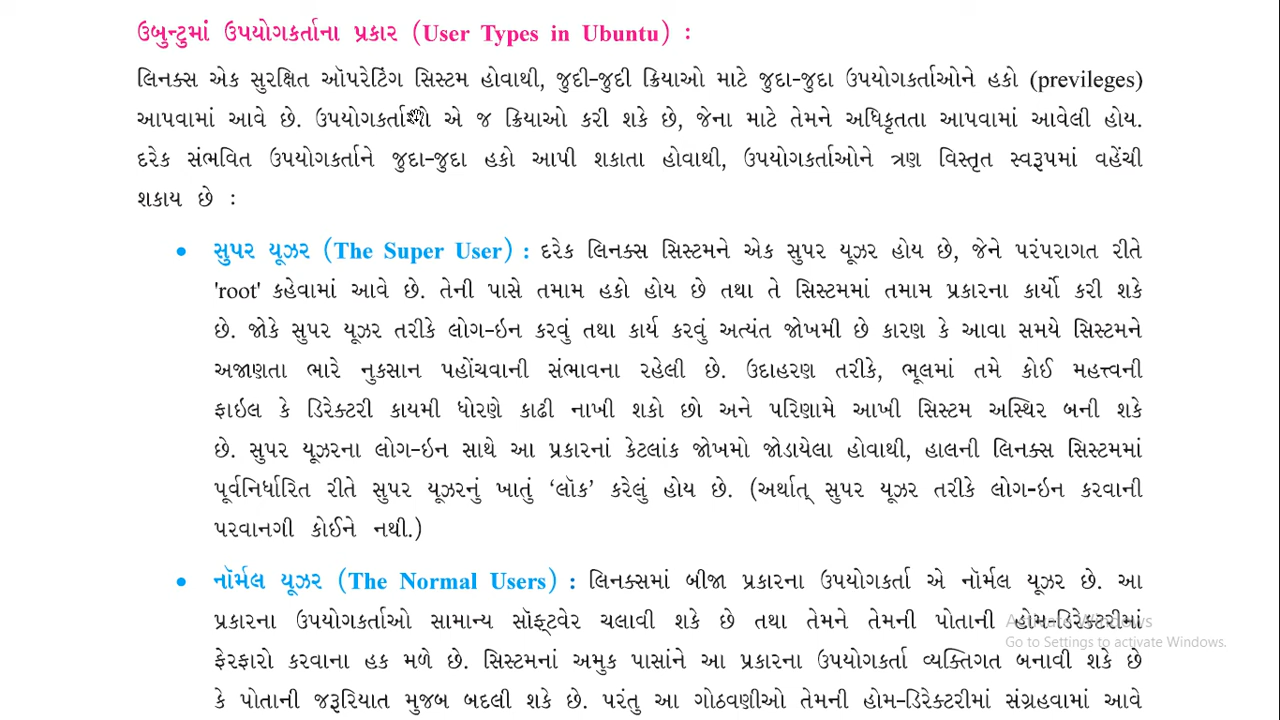 ઉબુન્ટુમાં ઉપયોગકર્તાના પ્રકાર (User Types in Ubuntu) :
લિનક્સ એક સુરક્ષિત ઑપરેટિંગ સિસ્ટમ હોવાથી, જુદી-જુદી ક્રિયાઓ માટે જુદા-જુદા ઉપયોગકર્તાઓને હકો (previleges)
આપવામાં આવે છે. ઉપયોગકર્તાઓ એ જ ક્રિયાઓ કરી શકે છે, જેના માટે તેમને અધિકૃતતા આપવામાં આવેલી હોય.
દરેક સંભવિત ઉપયોગકર્તાને જુદા-જુદા હકો આપી શકાતા હોવાથી, ઉપયોગકર્તાઓને ત્રણ વિસ્તૃત સ્વરૂપમાં વહેંચી
શકાય છે :
• સુપર યૂઝર (The Super User) : દરેક લિનક્સ સિસ્ટમને એક સુપર યૂઝર હોય છે, જેને પરંપરાગત રીતે
'root' કહેવામાં આવે છે. તેની પાસે તમામ હકો હોય છે તથા તે સિસ્ટમમાં તમામ પ્રકારના કાર્યો કરી શકે
છે. જોકે સુપર યૂઝર તરીકે લોગ-ઇન કરવું તથા કાર્ય કરવું અત્યંત જોખમી છે કારણ કે આવા સમયે સિસ્ટમને
અજાણતા ભારે નુકસાન પહોંચવાની સંભાવના રહેલી છે. ઉદાહરણ તરીકે, ભૂલમાં તમે કોઈ મહત્ત્વની
ફાઇલ કે ડિરેક્ટરી કાયમી ધોરણે કાઢી નાખી શકો છો અને પરિણામે આખી સિસ્ટમ અસ્થિર બની શકે
છે. સુપર યૂઝરના લોગ-ઇન સાથે આ પ્રકારનાં કેટલાંક જોખમો જોડાયેલા હોવાથી, હાલની લિનક્સ સિસ્ટમમાં
પૂર્વનિર્ધારિત રીતે સુપર યૂઝરનું ખાતું ‘લૉક’ કરેલું હોય છે. (અર્થાત્ સુપર યૂઝર તરીકે લોગ-ઇન કરવાની
પરવાનગી કોઈને નથી.)
• નૉર્મલ યૂઝર (The Normal Users) : લિનક્સમાં બીજા પ્રકારના ઉપયોગકર્તા એ નૉર્મલ યૂઝર છે. આ
પ્રકારના ઉપયોગકર્તાઓ સામાન્ય સૉફ્ટવેર ચલાવી શકે છે તથા તેમને તેમની પોતાની હોમ-ડિરેક્ટરીમાં
ફેરફારો કરવાના હક મળે છે. સિસ્ટમનાં અમુક પાસાંને આ પ્રકારના ઉપયોગકર્તા વ્યક્તિગત બનાવી શકે છે
કે પોતાની જરૂરિયાત મુજબ બદલી શકે છે. પરંતુ આ ગોઠવણીઓ તેમની હોમ-ડિરેક્ટરીમાં સંગ્રહવામાં આવે
Activate Windows
Go to Settings to activate Windows.